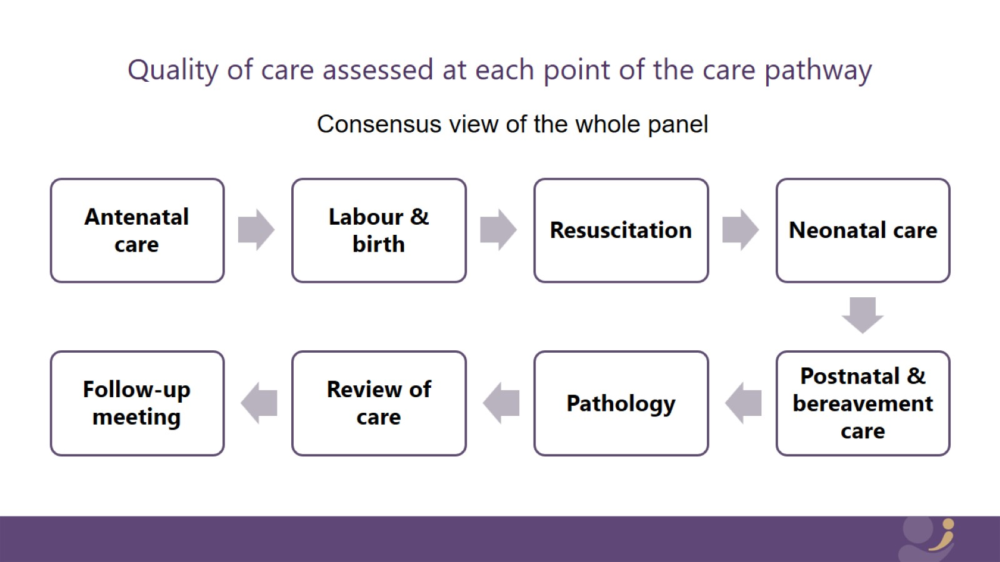 Quality of care assessed at each point of the care pathway
Consensus view of the whole panel
Antenatal
care
Labour &
birth
Resuscitation
Neonatal care
Postnatal &
bereavement
care
Pathology
Review of
care
Follow-up
meeting